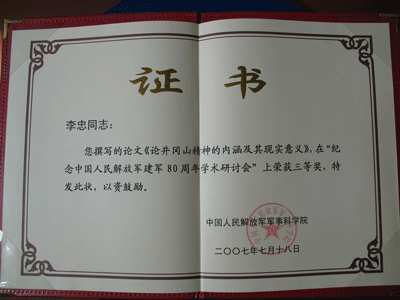 证书
李忠同志：
您撰写的论文《论井冈山精神的内涵及其现实意义》，在“纪
念中国人民解放军建军80周年学术研讨会”上荣获三等奖，特
发此状，以资鼓励。
中国人民解放军军事科学院
二〇〇七年七月十八日